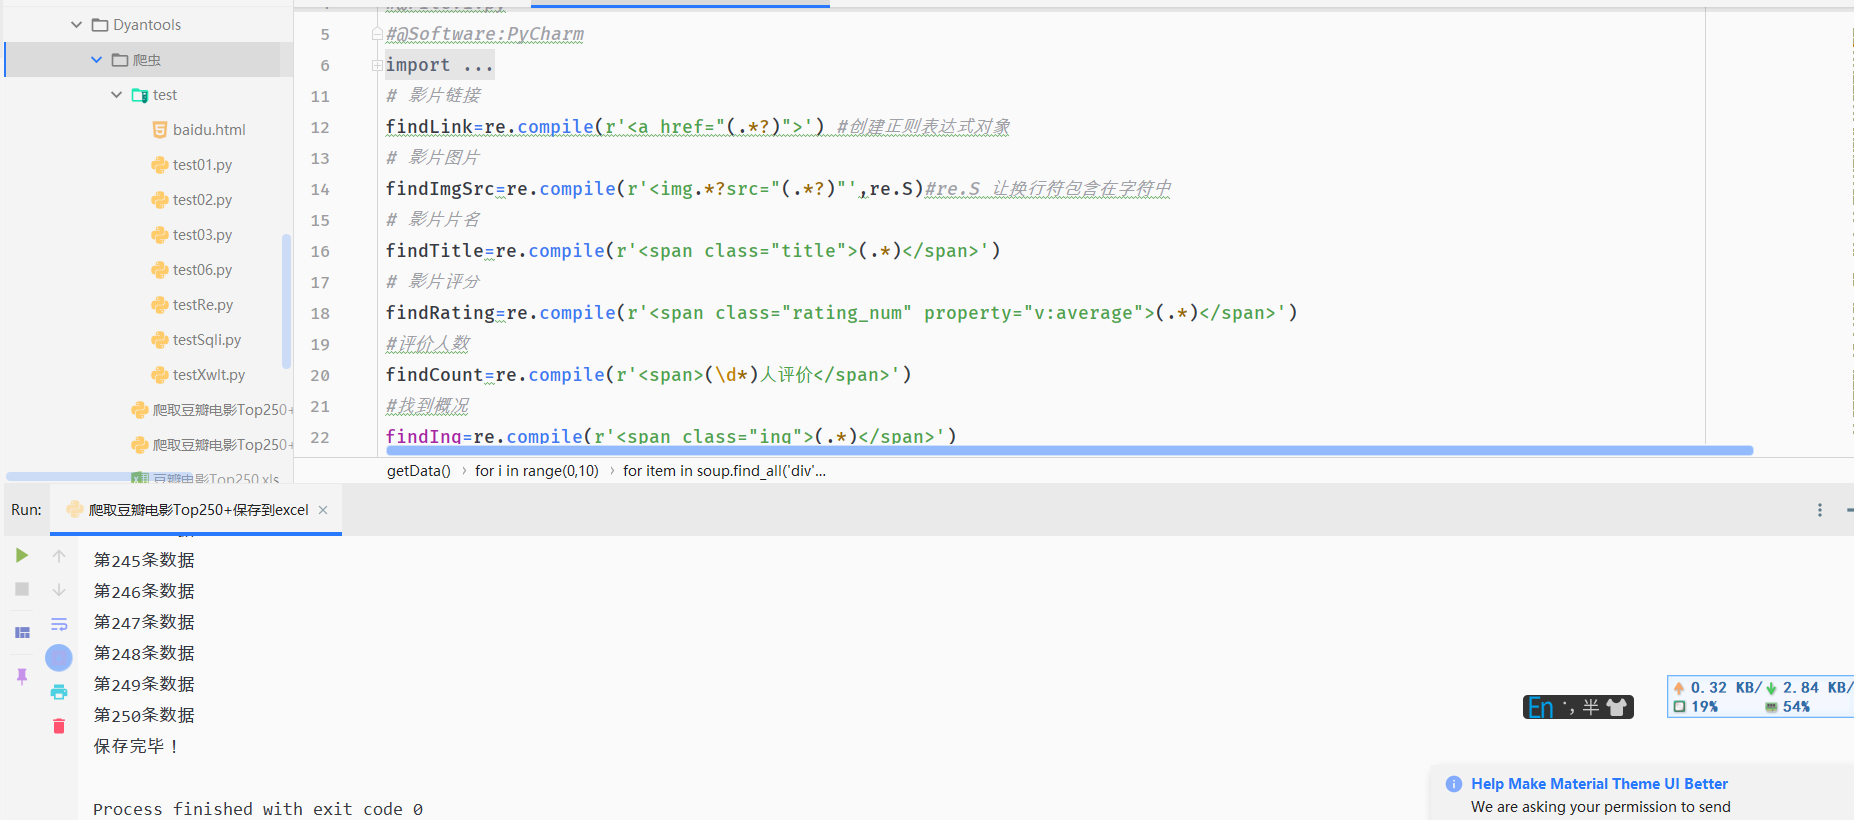 Dyantools
爬虫
test
baidu.html
test01.py
test02.py
test03.py
test06.py
testRe.py
testSqli.py
testXwlt.py
爬取豆瓣电影Top250+
爬取豆瓣电影Top250+
豆瓣电影Top250.xls
5 #@Software:PyCharm
6 import ...
11 # 影片链接
12 findLink=re.compile(r'<a href="(.*?)">') #创建正则表达式对象
13 # 影片图片
14 findImgSrc=re.compile(r'<img.*?src="(.*?)"',re.S)#re.S 让换行符包含在字符中
15 # 影片片名
16 findTitle=re.compile(r'<span class="title">(.*)</span>')
17 # 影片评分
18 findRating=re.compile(r'<span class="rating_num" property="v:average">(.*)</span>')
19 #评价人数
20 findCount=re.compile(r'<span>(\d*)人评价</span>')
21 #找到概况
22 findInq=re.compile(r'<span class="inq">(.*)</span>')
getData() › for i in range(0,10) › for item in soup.find_all('div'...
Run: 爬取豆瓣电影Top250+保存到excel ×
第245条数据
第246条数据
第247条数据
第248条数据
第249条数据
第250条数据
保存完毕！
Process finished with exit code 0
En ·, 半
0.32 KB/ 2.84 KB/
19% 54%
Help Make Material Theme UI Better
We are asking your permission to send